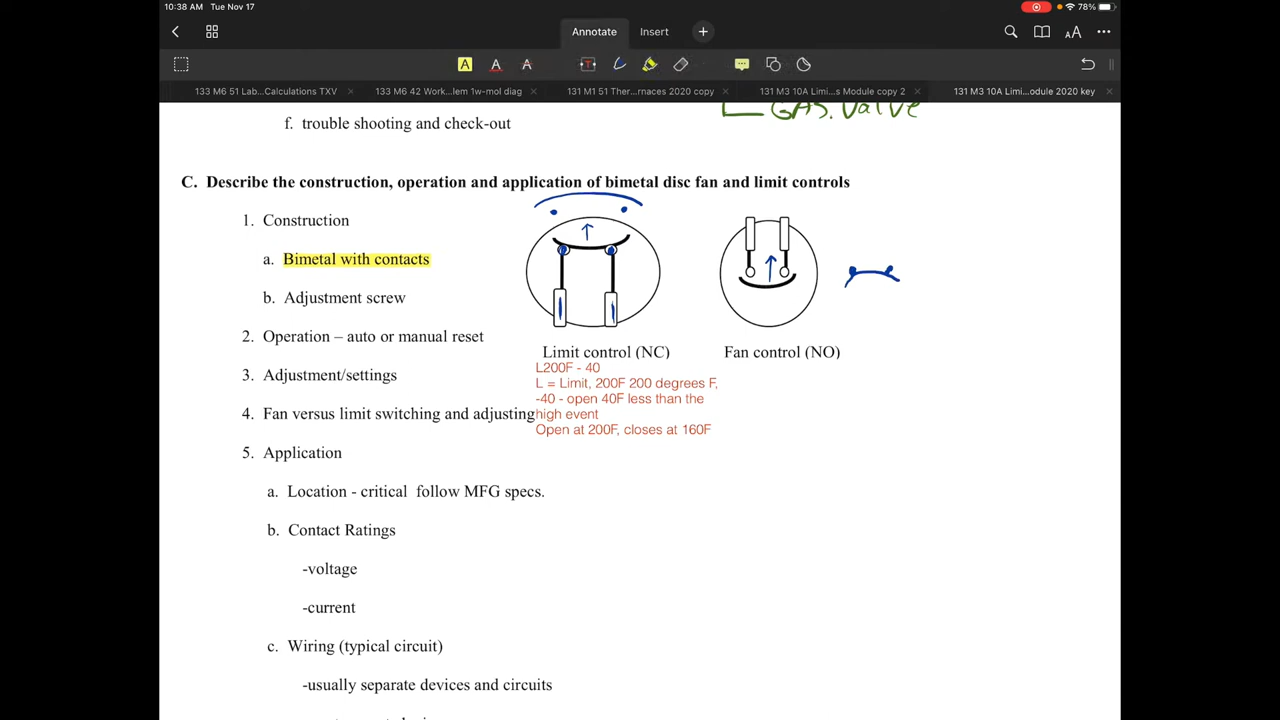 10:38 AM Tue Nov 17
78%
Annotate Insert
133 M6 51 Lab...Calculations TXV
133 M6 42 Work...lem 1w-mol diag
131 M1 51 Ther...rnaces 2020 copy
131 M3 10A Limi...s Module copy 2
131 M3 10A Limi...odule 2020 key
GAS. Valve
f. trouble shooting and check-out
C. Describe the construction, operation and application of bimetal disc fan and limit controls
1. Construction
a. Bimetal with contacts
b. Adjustment screw
2. Operation – auto or manual reset
Limit control (NC) Fan control (NO)
L200F - 40
L = Limit, 200F 200 degrees F,
-40 - open 40F less than the
high event
Open at 200F, closes at 160F
3. Adjustment/settings
4. Fan versus limit switching and adjusting
5. Application
a. Location - critical follow MFG specs.
b. Contact Ratings
-voltage
-current
c. Wiring (typical circuit)
-usually separate devices and circuits